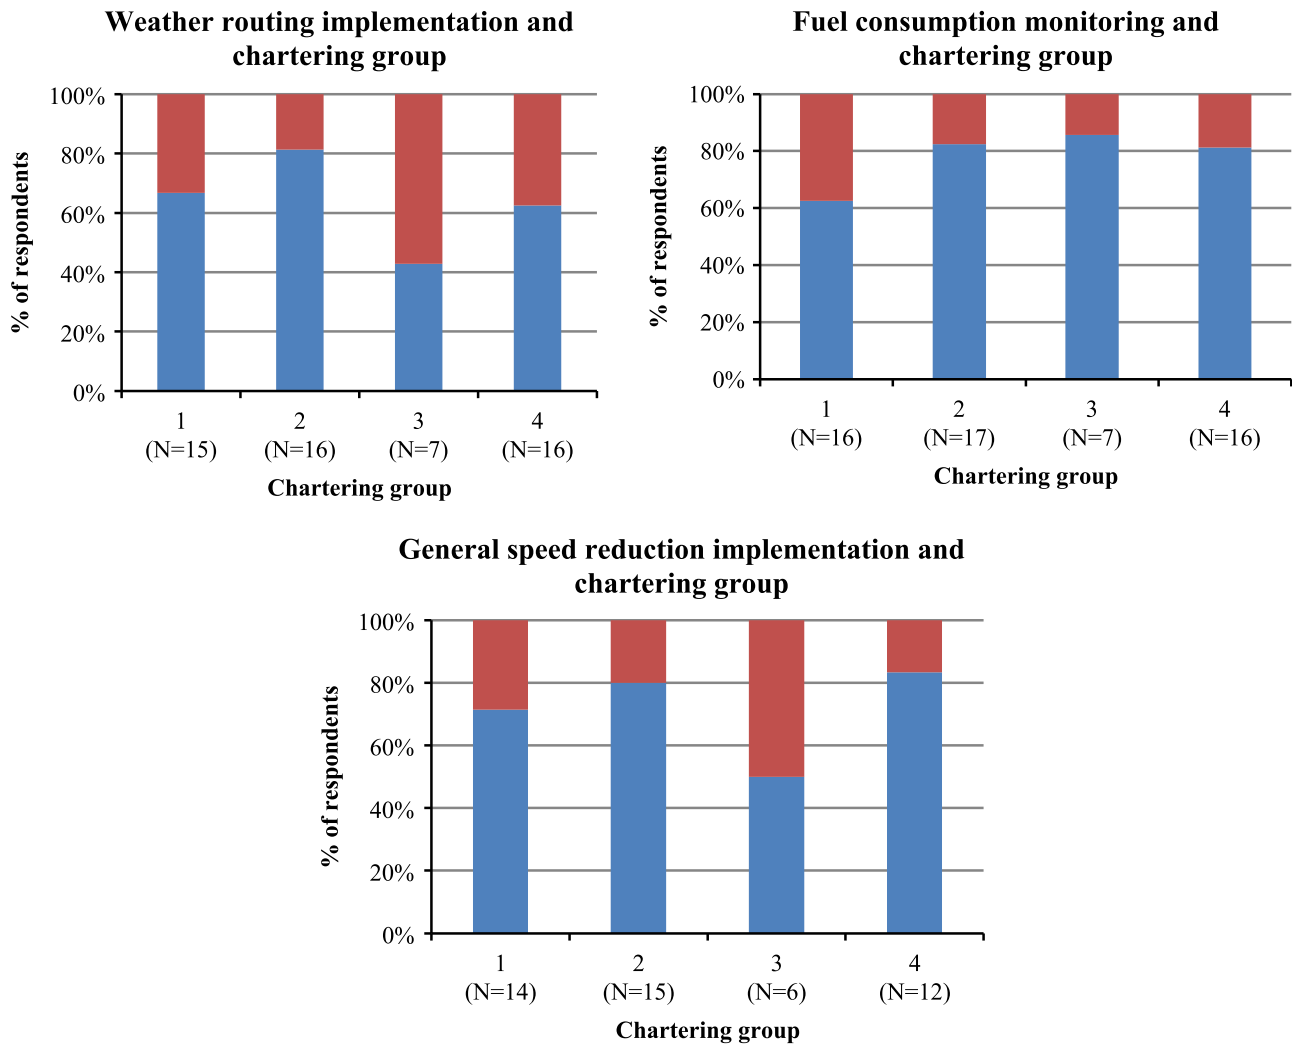 Weather routing implementation and
chartering group
100%
80%
60%
40%
20%
0%
% of respondents
1
2
3
4
(N=15)
(N=16)
(N=7)
(N=16)
Chartering group
Fuel consumption monitoring and
chartering group
100%
80%
60%
40%
20%
0%
% of respondents
1
2
3
4
(N=16)
(N=17)
(N=7)
(N=16)
Chartering group
General speed reduction implementation and
chartering group
100%
80%
60%
40%
20%
0%
% of respondents
1
2
3
4
(N=14)
(N=15)
(N=6)
(N=12)
Chartering group